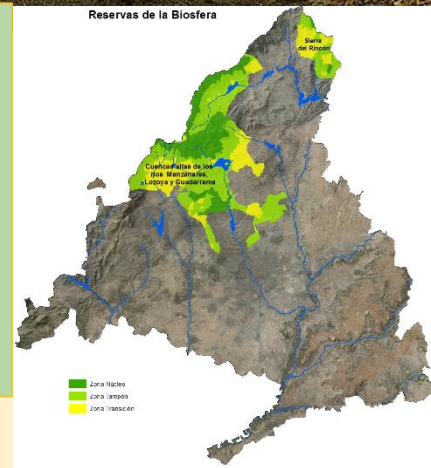 Reservas de la Biosfera
Sierra
del Rincón
Cuencas altas de los
ríos Manzanares,
Lozoya y Guadarrama
Zona Núcleo
Zona Tampón
Zona Transición